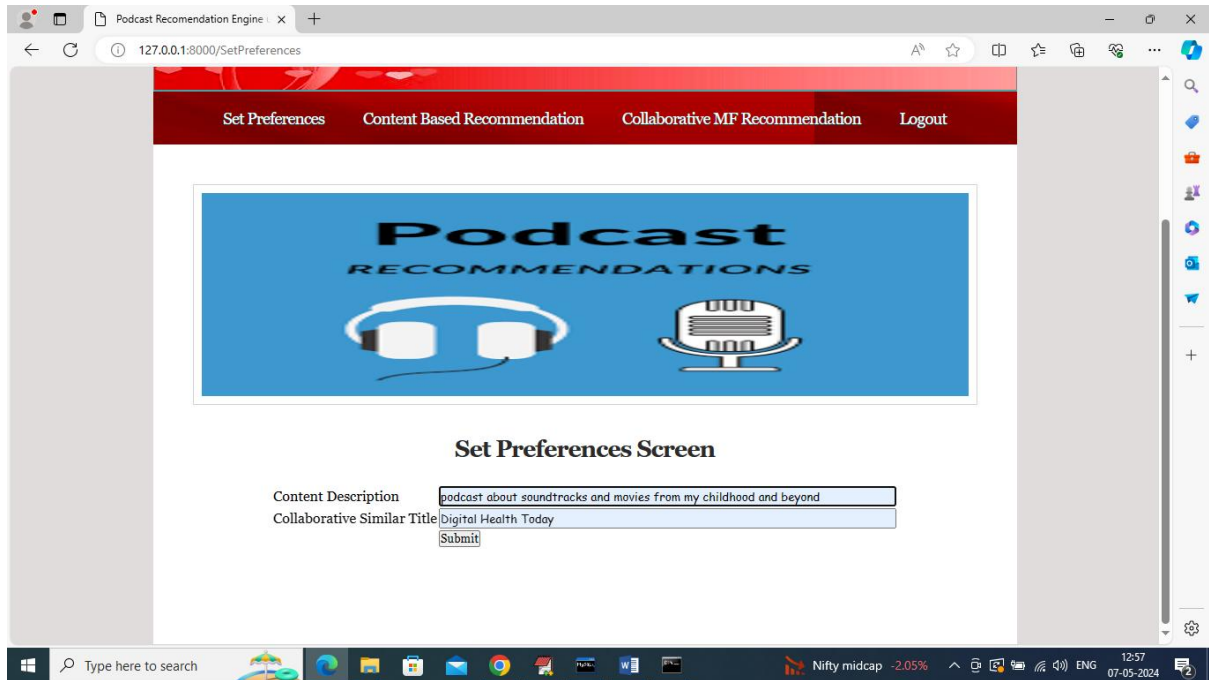 Podcast Recomendation Engine
127.0.0.1:8000/SetPreferences
Set Preferences Content Based Recommendation Collaborative MF Recommendation Logout
Podcast
RECOMMENDATIONS
Set Preferences Screen
Content Description podcast about soundtracks and movies from my childhood and beyond
Collaborative Similar Title Digital Health Today
Submit
Type here to search Nifty midcap -2.05% ENG 12:57
07-05-2024